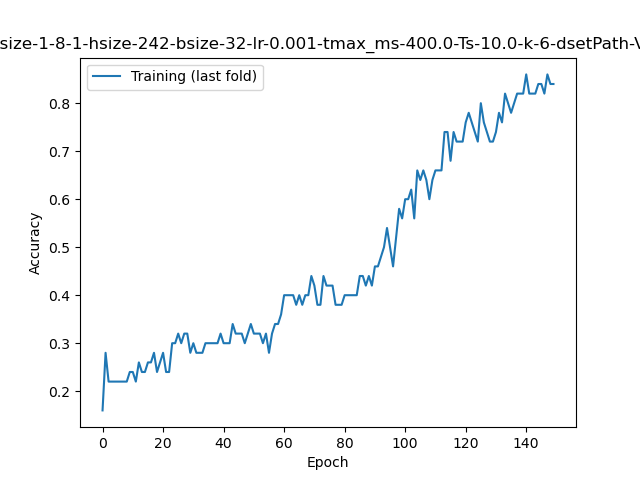 size-1-8-1-hsize-242-bsize-32-lr-0.001-tmax_ms-400.0-Ts-10.0-k-6-dsetPath-V
Training (last fold)
0.8
0.7
0.6
0.5
0.4
0.3
0.2
Accuracy
0 20 40 60 80 100 120 140
Epoch